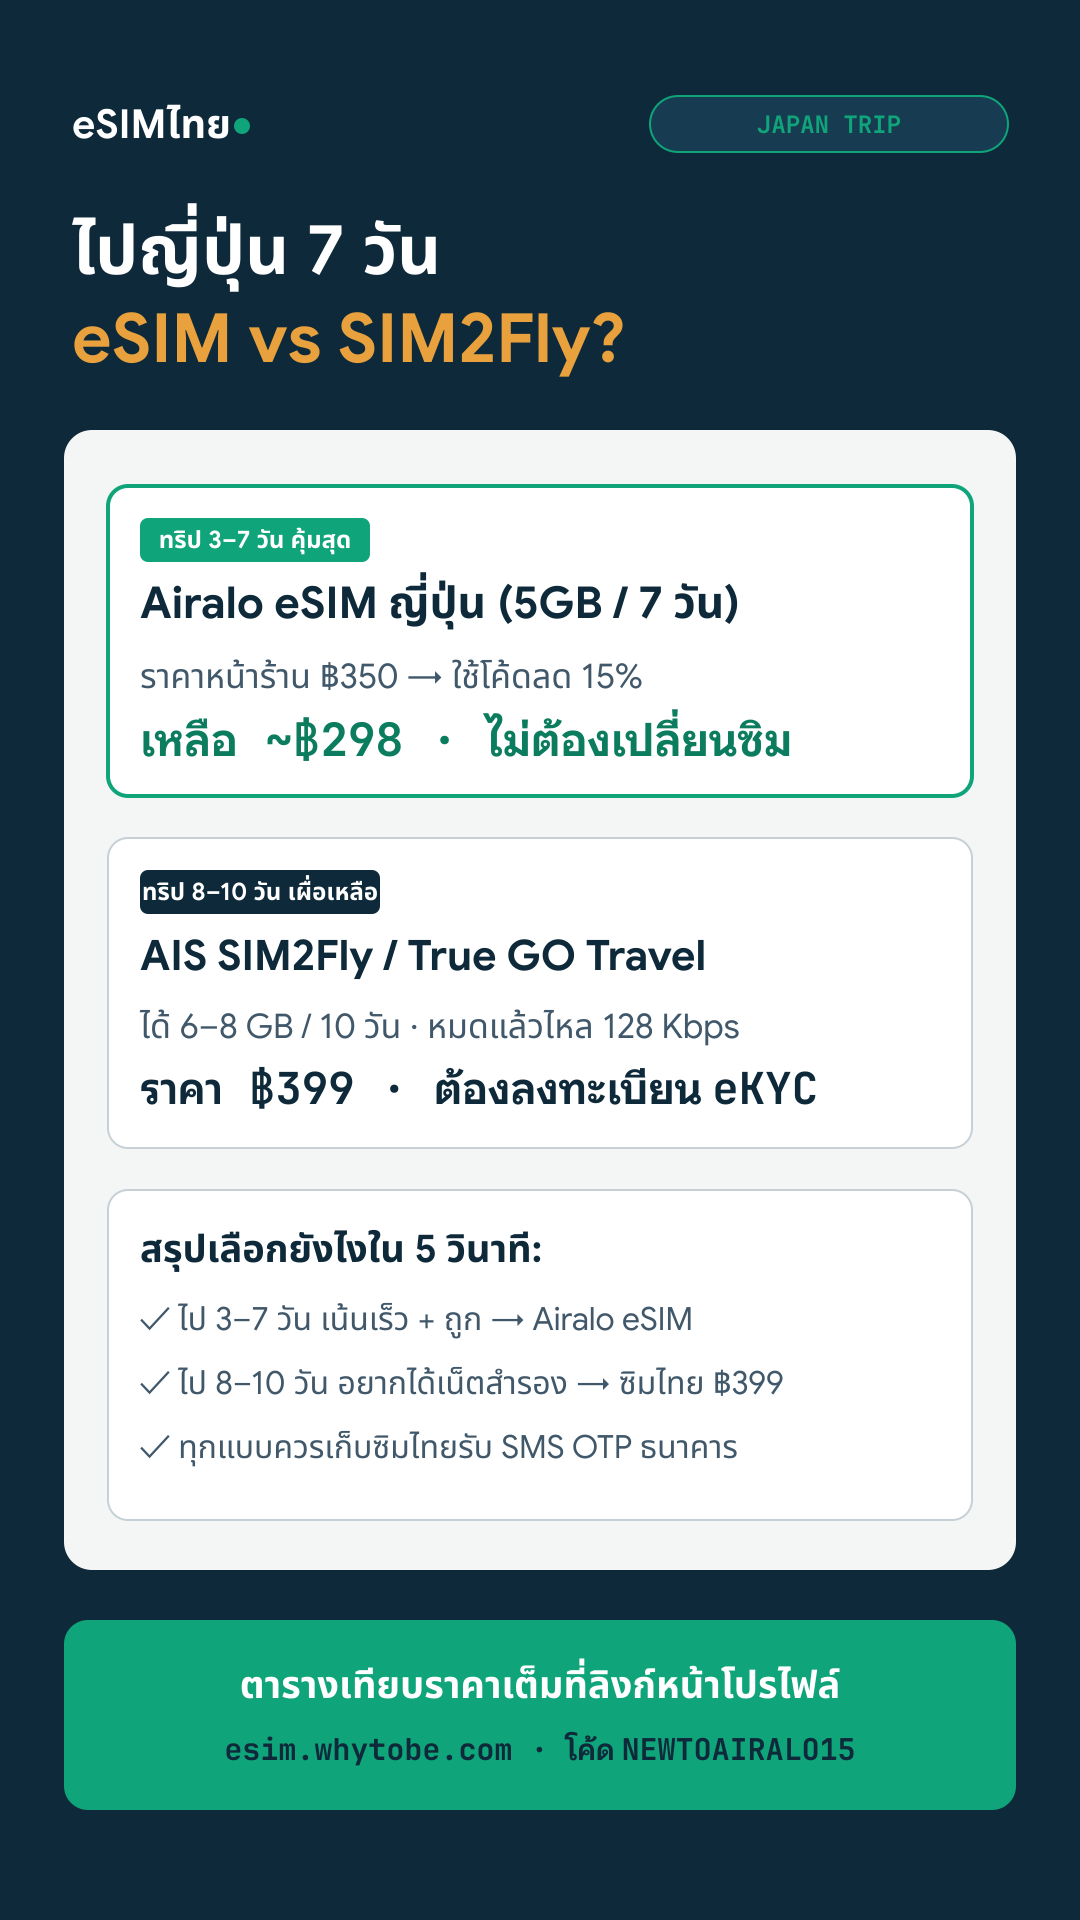 eSIMไทย
JAPAN TRIP
ไปญี่ปุ่น 7 วัน
eSIM vs SIM2Fly?
ทริป 3–7 วัน คุ้มสุด
Airalo eSIM ญี่ปุ่น (5GB / 7 วัน)
ราคาหน้าร้าน ฿350 → ใช้โค้ดลด 15%
เหลือ ~฿298 · ไม่ต้องเปลี่ยนซิม
ทริป 8–10 วัน เผื่อเหลือ
AIS SIM2Fly / True GO Travel
ได้ 6–8 GB / 10 วัน · หมดแล้วไหล 128 Kbps
ราคา ฿399 · ต้องลงทะเบียน eKYC
สรุปเลือกยังไงใน 5 วินาที:
✓ ไป 3–7 วัน เน้นเร็ว + ถูก → Airalo eSIM
✓ ไป 8–10 วัน อยากได้เน็ตสำรอง → ซิมไทย ฿399
✓ ทุกแบบควรเก็บซิมไทยรับ SMS OTP ธนาคาร
ตารางเทียบราคาเต็มที่ลิงก์หน้าโปรไฟล์
esim.whytobe.com · โค้ด NEWTOAIRALO15